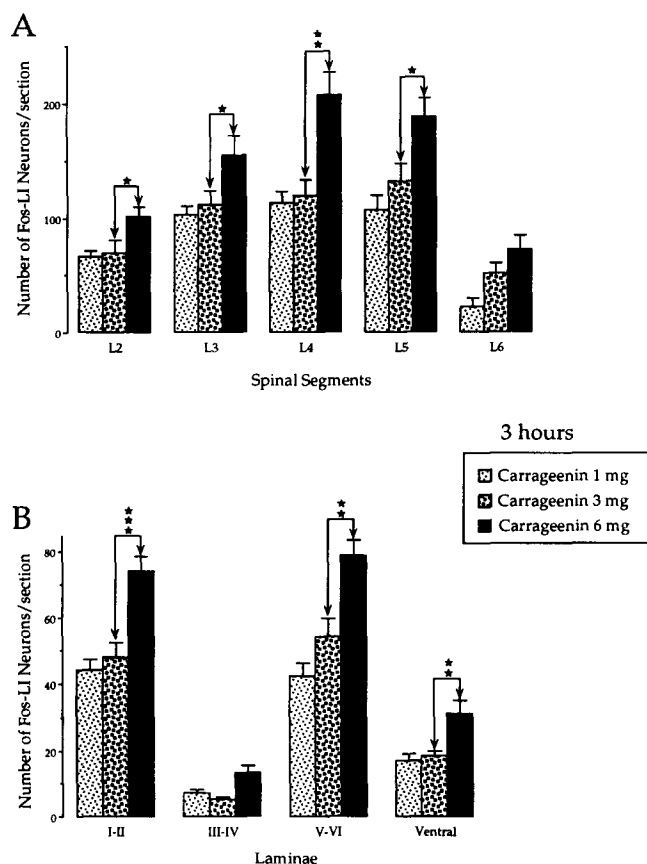 A
Number of Fos-LI Neurons/section
200
100
0
L2
L3
L4
L5
L6
Spinal Segments
3 hours
Carrageenin 1 mg
Carrageenin 3 mg
Carrageenin 6 mg
B
Number of Fos-LI Neurons/section
80
60
40
20
0
I-II
III-IV
V-VI
Ventral
Laminae